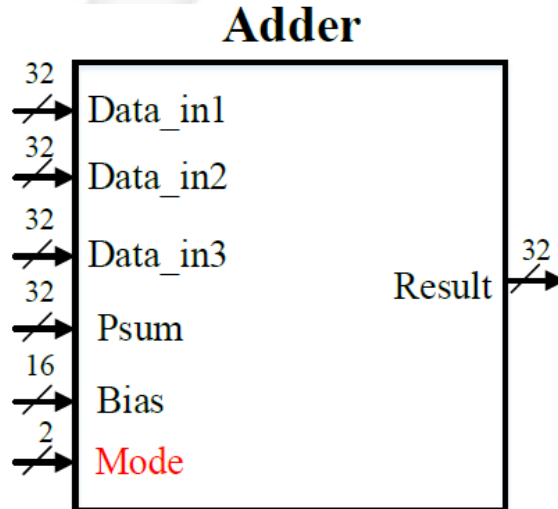 Adder
32
Data_in1
32
Data_in2
32
Data_in3
32
Psum
16
Bias
2
Mode
Result
32